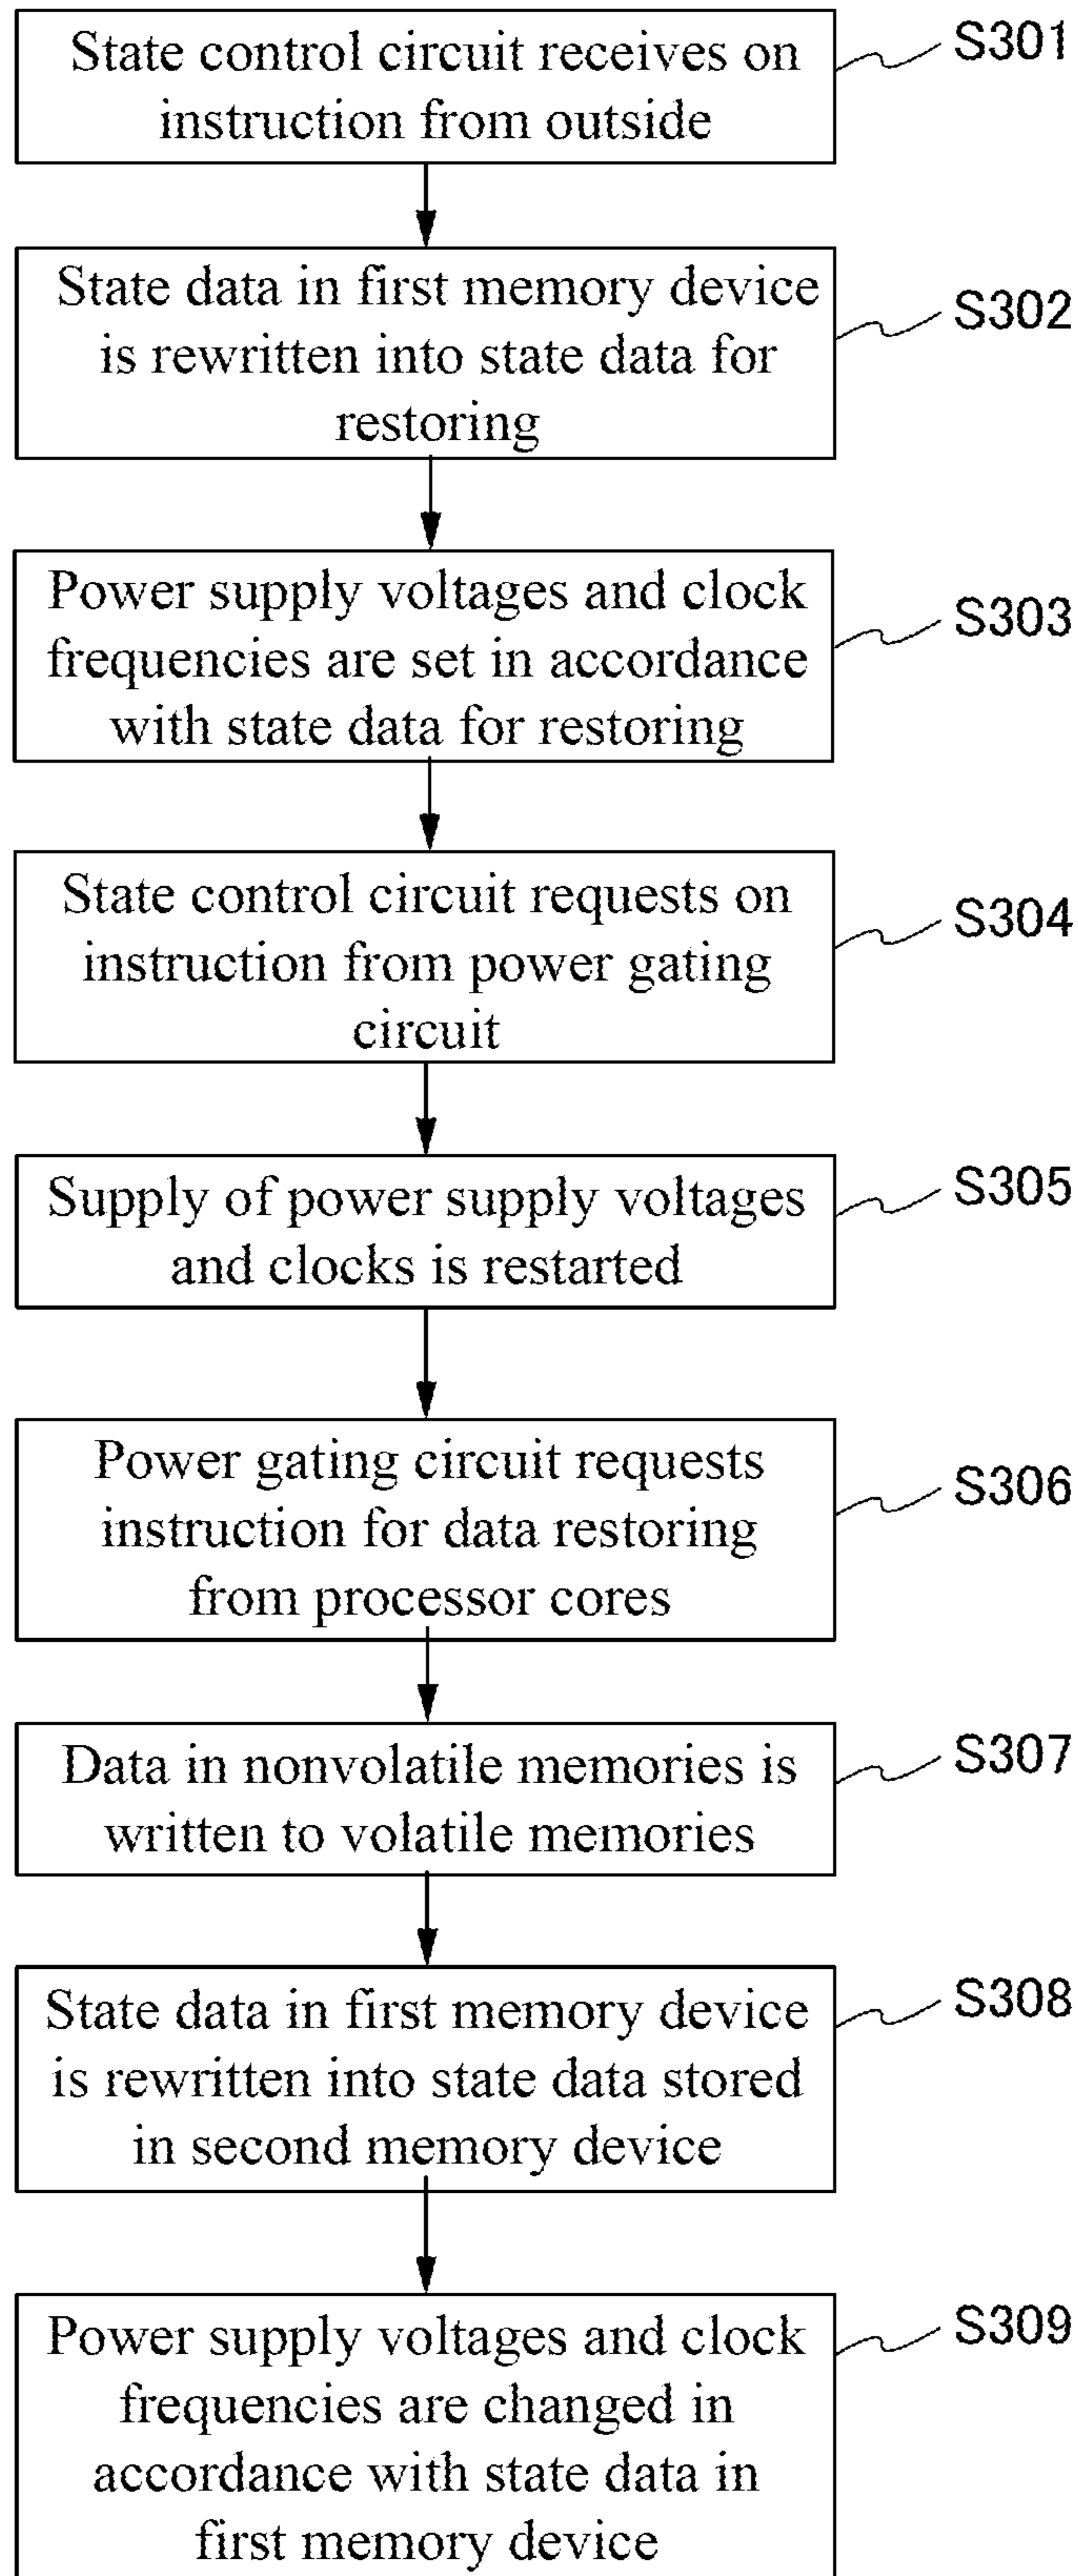 State control circuit receives on
instruction from outside
S301
State data in first memory device
is rewritten into state data for
restoring
S302
Power supply voltages and clock
frequencies are set in accordance
with state data for restoring
S303
State control circuit requests on
instruction from power gating
circuit
S304
Supply of power supply voltages
and clocks is restarted
S305
Power gating circuit requests
instruction for data restoring
from processor cores
S306
Data in nonvolatile memories is
written to volatile memories
S307
State data in first memory device
is rewritten into state data stored
in second memory device
S308
Power supply voltages and clock
frequencies are changed in
accordance with state data in
first memory device
S309